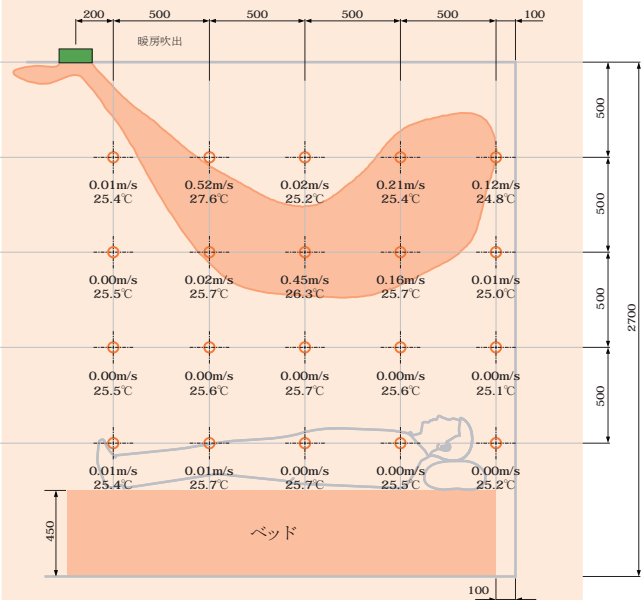 200 500 500 500 500 100
暖房吹出
500
0.01m/s 0.52m/s 0.02m/s 0.21m/s 0.12m/s
25.4℃ 27.6℃ 25.2℃ 25.4℃ 24.8℃
500
0.00m/s 0.02m/s 0.45m/s 0.16m/s 0.01m/s
25.5℃ 25.7℃ 26.3℃ 25.7℃ 25.0℃
500
2700
0.00m/s 0.00m/s 0.00m/s 0.00m/s 0.00m/s
25.5℃ 25.6℃ 25.7℃ 25.6℃ 25.1℃
500
0.01m/s 0.01m/s 0.00m/s 0.00m/s 0.00m/s
25.4℃ 25.7℃ 25.7℃ 25.5℃ 25.2℃
450
ベッド
100